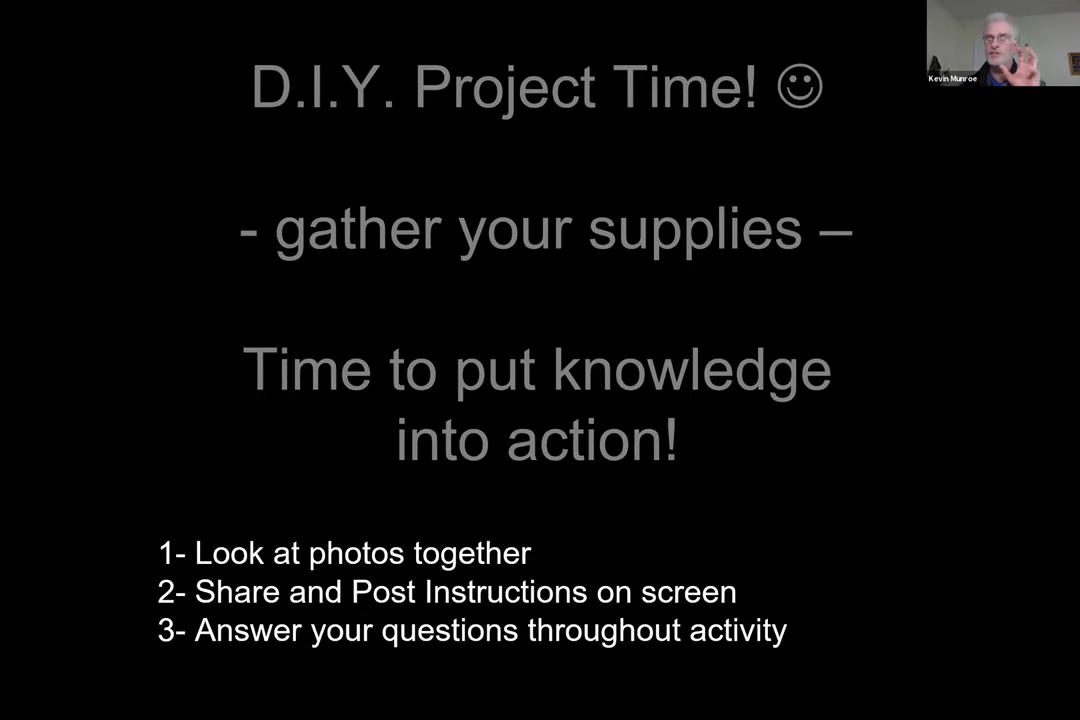 D.I.Y. Project Time! ☺
Kevin Munroe
- gather your supplies –
Time to put knowledge
into action!
1- Look at photos together
2- Share and Post Instructions on screen
3- Answer your questions throughout activity